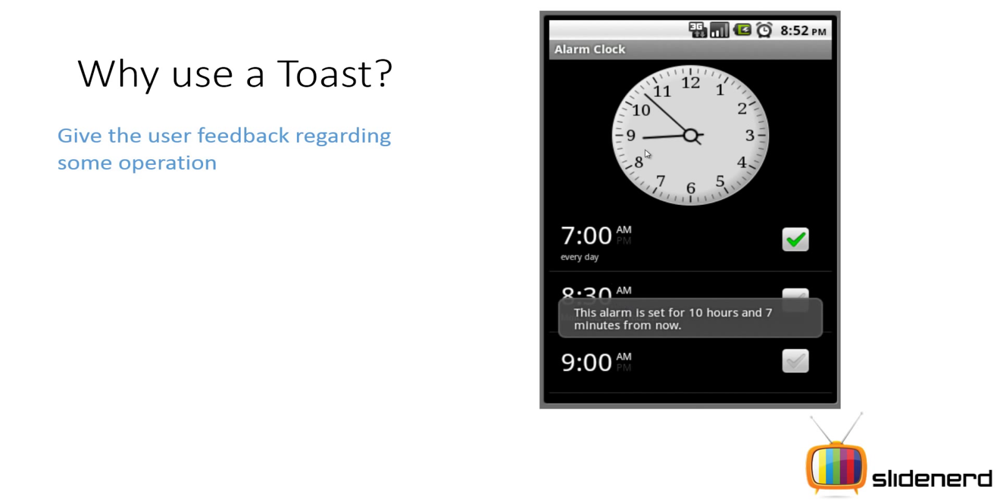 Why use a Toast?
Give the user feedback regarding
some operation
3G
8:52 PM
Alarm Clock
12
11
1
10
2
9
3
8
4
7
5
6
7:00 AM
PM
every day
8:30 AM
This alarm is set for 10 hours and 7
minutes from now.
9:00 AM
PM
slidenerd